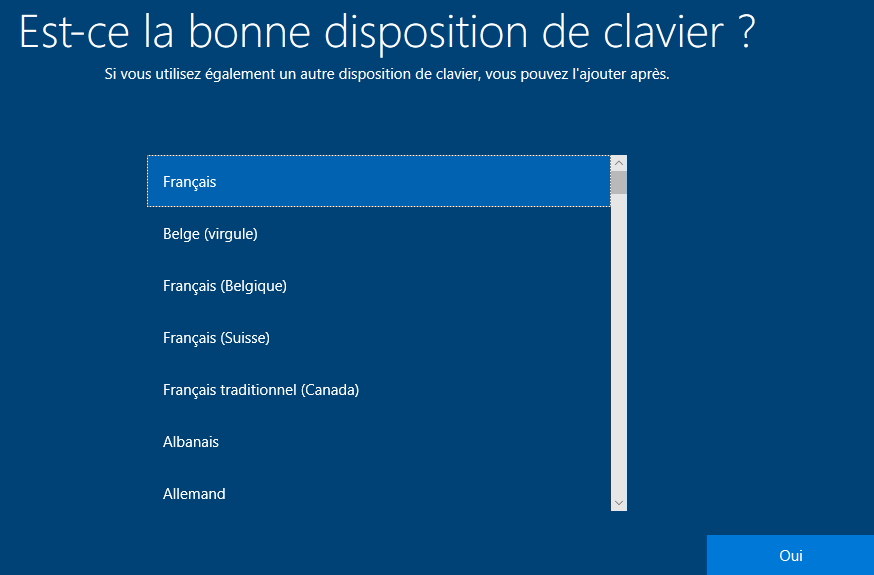 Est-ce la bonne disposition de clavier ?
Si vous utilisez également un autre disposition de clavier, vous pouvez l'ajouter après.
Français
Belge (virgule)
Français (Belgique)
Français (Suisse)
Français traditionnel (Canada)
Albanais
Allemand
Oui